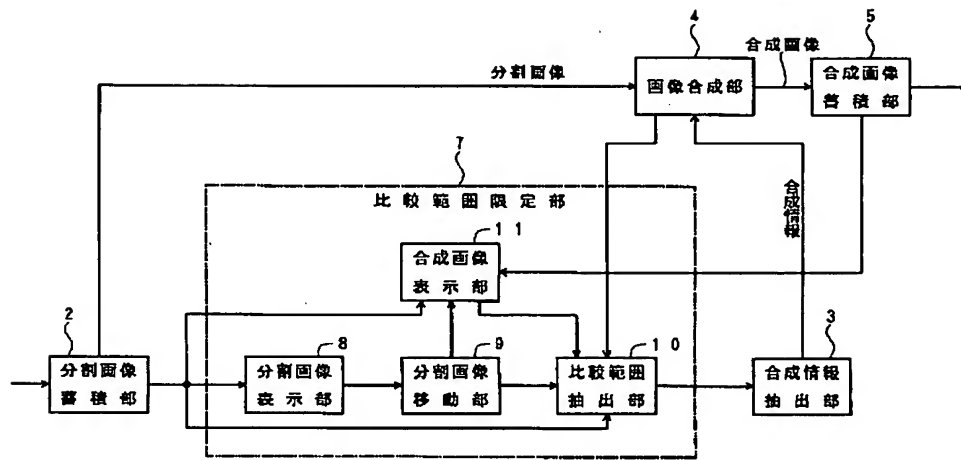 4
5
合成画像
分割画像
画像合成部
合成画像
蓄積部
7
比較範囲限定部
合成情報
11
合成画像
表示部
2
8
9
10
3
分割画像
蓄積部
分割画像
表示部
分割画像
移動部
比較範囲
抽出部
合成情報
抽出部